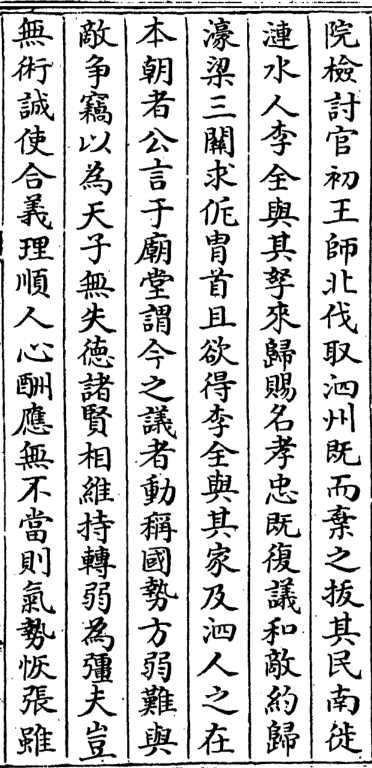 院檢討官初王師北伐取泗州既而棄之拔其民南徙
漣水人李全與其孥來歸賜名孝忠既復議和敵約歸
濠梁三關求侂胄首且欲得李全與其家及泗人之在
本朝者公言于廟堂謂今之議者動稱國勢方弱難與
敵爭竊以為天子無失徳諸賢相維持轉弱為彊夫豈
無術誠使合義理順人心酬應無不當則氣勢恢張雖